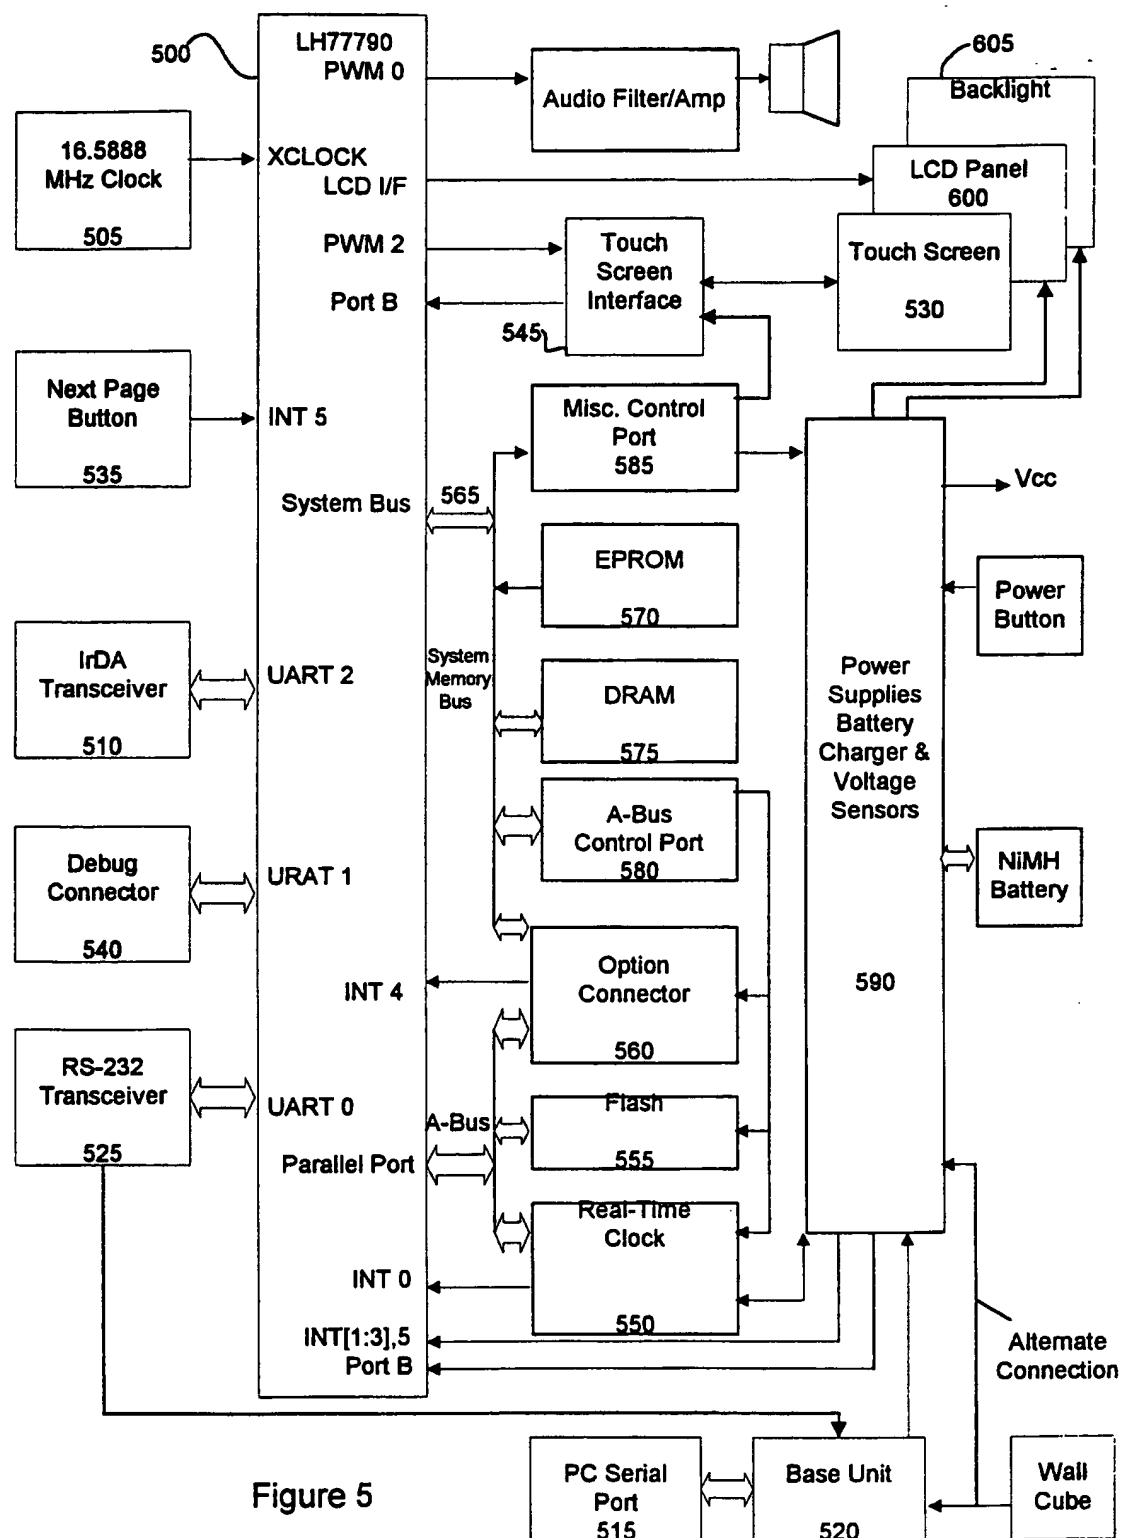 500
LH77790
PWM 0
Audio Filter/Amp
605
Backlight
16.5888
MHz Clock
505
XCLOCK
LCD I/F
LCD Panel
600
PWM 2
Touch
Screen
Interface
545
Touch Screen
530
Port B
Next Page
Button
535
INT 5
Misc. Control
Port
585
Vcc
System Bus
565
EPROM
570
Power
Button
IrDA
Transceiver
510
UART 2
System
Memory
Bus
DRAM
575
Power
Supplies
Battery
Charger &
Voltage
Sensors
590
A-Bus
Control Port
580
NiMH
Battery
Debug
Connector
540
URAT 1
INT 4
Option
Connector
560
RS-232
Transceiver
525
UART 0
A-Bus
Flash
555
Parallel Port
Real-Time
Clock
550
INT 0
INT[1:3],5
Port B
Alternate
Connection
Figure 5
PC Serial
Port
515
Base Unit
520
Wall
Cube